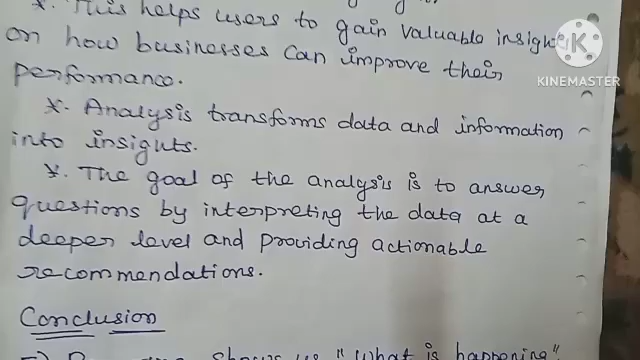 *. This helps users to gain valuable insights
on how businesses can improve their
performance.
*. Analysis transforms data and information
into insights.
*. The goal of the analysis is to answer
questions by interpreting the data at a
deeper level and providing actionable
recommendations.
Conclusion
shows us "What is happening".
KINEMASTER